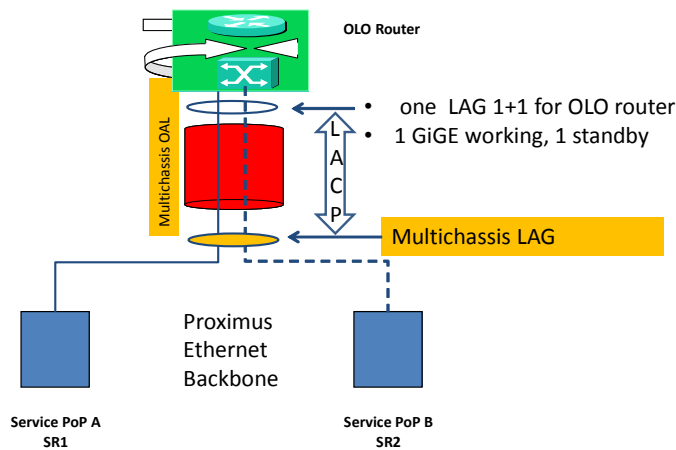 OLO Router
one LAG 1+1 for OLO router
1 GiGE working, 1 standby
Multichassis OAL
LACP
Multichassis LAG
Proximus
Ethernet
Backbone
Service PoP A
SR1
Service PoP B
SR2